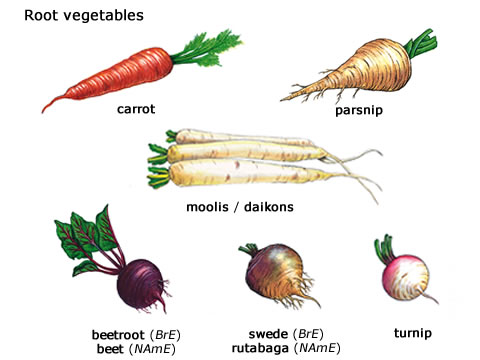 Root vegetables
carrot
parsnip
moolis / daikons
beetroot (BrE)
beet (NAmE)
swede (BrE)
rutabaga (NAmE)
turnip